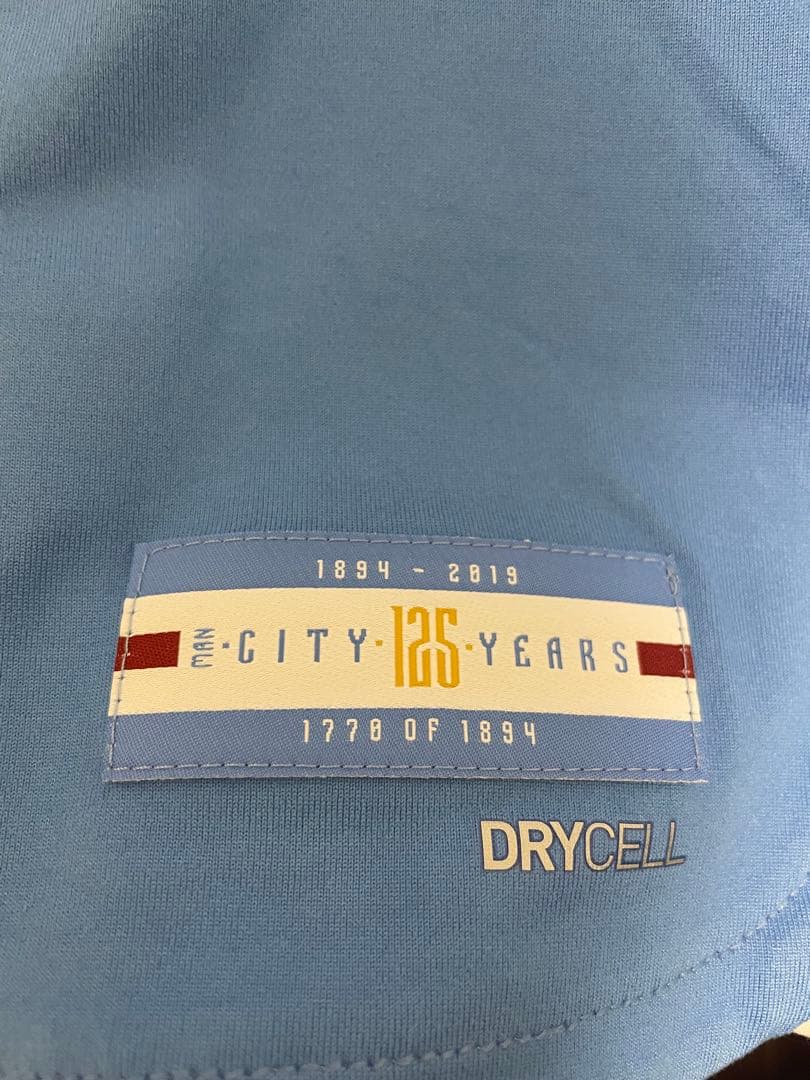 1894 - 2019
MAN · CITY · 125 · YEARS
1770 OF 1894
DRYCELL